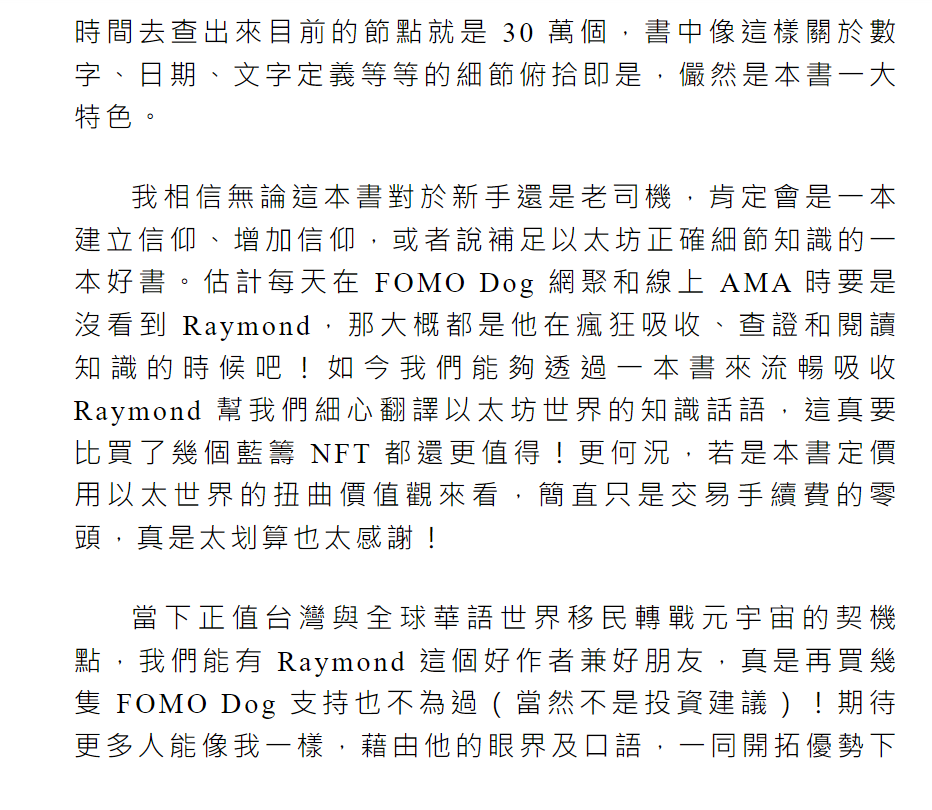 時間去查出來目前的節點就是 30 萬個，書中像這樣關於數
字、日期、文字定義等等的細節俯拾即是，儼然是本書一大
特色。
我相信無論這本書對於新手還是老司機，肯定會是一本
建立信仰、增加信仰，或者說補足以太坊正確細節知識的一
本好書。估計每天在 FOMO Dog 網聚和線上 AMA 時要是
沒看到 Raymond，那大概都是他在瘋狂吸收、查證和閱讀
知識的時候吧！如今我們能夠透過一本書來流暢吸收
Raymond 幫我們細心翻譯以太坊世界的知識話語，這真要
比買了幾個藍籌 NFT 都還更值得！更何況，若是本書定價
用以太世界的扭曲價值觀來看，簡直只是交易手續費的零
頭，真是太划算也太感謝！
當下正值台灣與全球華語世界移民轉戰元宇宙的契機
點，我們能有 Raymond 這個好作者兼好朋友，真是再買幾
隻 FOMO Dog 支持也不為過（當然不是投資建議）！期待
更多人能像我一樣，藉由他的眼界及口語，一同開拓優勢下